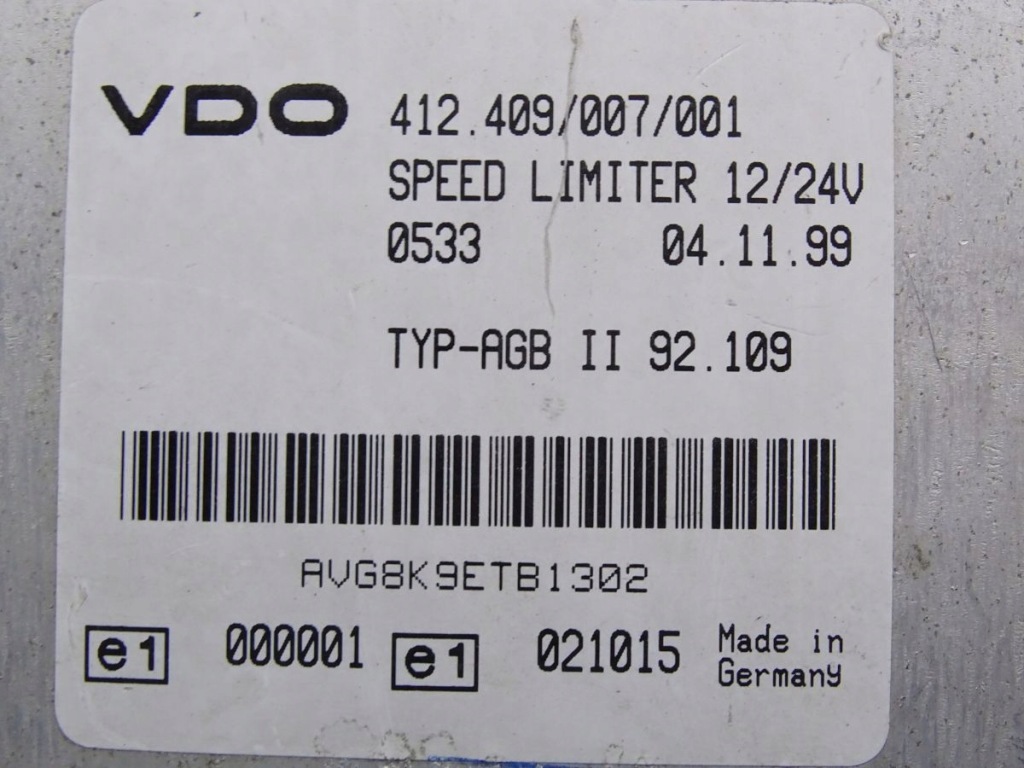 VDO 412.409/007/001
SPEED LIMITER 12/24V
0533 04.11.99
TYP-AGB II 92.109
AVG8K9ETB1302
e1 000001 e1 021015 Made in
Germany